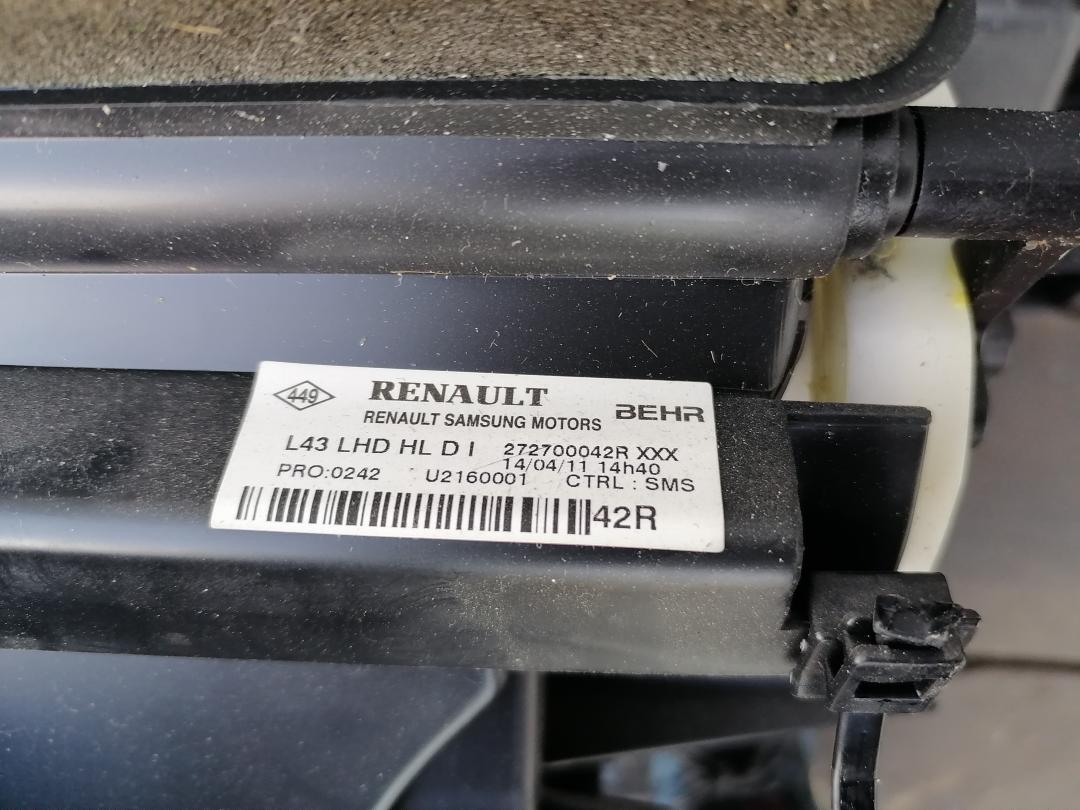 449 RENAULT
RENAULT SAMSUNG MOTORS BEHR
L43 LHD HL D I 272700042R XXX
14/04/11 14h40
PRO:0242 U2160001 CTRL : SMS
42R